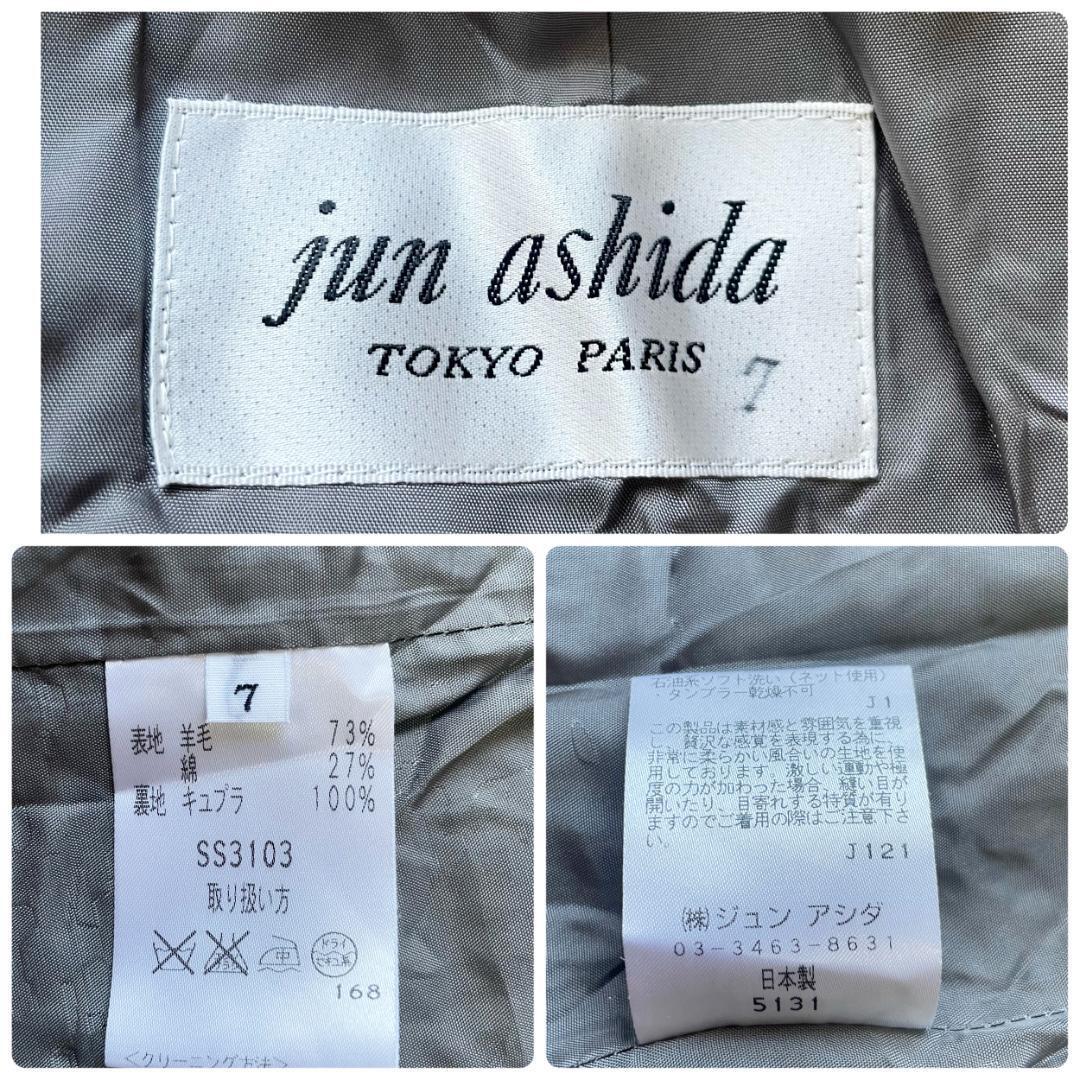 jun ashida
TOKYO PARIS 7
7
表地 羊毛 73%
綿 27%
裏地 キュプラ 100%
SS3103
取り扱い方
中 ドライ セキユ系
168
<クリーニング方法>
石油系ソフト洗い(ネット使用)
タンブラー乾燥不可
J1
この製品は素材感と雰囲気を重視
し、贅沢な感覚を表現する為に、
非常に柔らかい風合いの生地を使
用しております。激しい運動や極
度の力が加わった場合、縫い目が
開いたり、目寄れする特質が有り
ますのでご着用の際はご注意下さ
い。
J121
㈱ジュン アシダ
03-3463-8631
日本製
5131